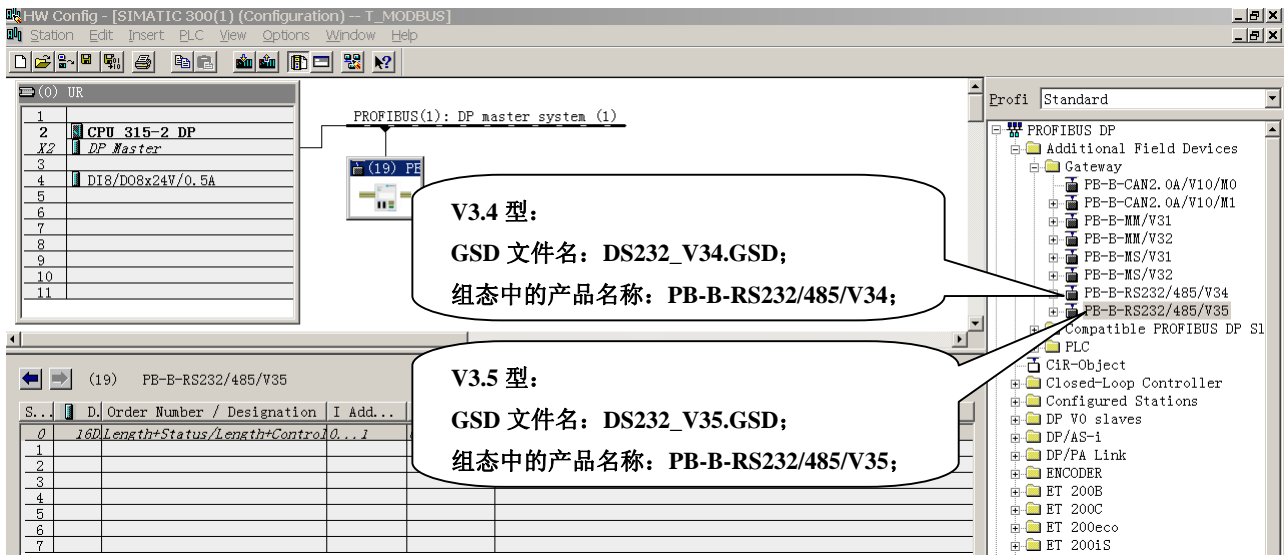 HW Config - [SIMATIC 300(1) (Configuration) -- T_MODBUS]
Station Edit Insert PLC View Options Window Help
(0) UR
1
2 CPU 315-2 DP
X2 DP Master
3
4 DI8/DO8x24V/0.5A
5
6
7
8
9
10
11
PROFIBUS(1): DP master system (1)
(19) PB
V3.4 型：
GSD 文件名：DS232_V34.GSD；
组态中的产品名称：PB-B-RS232/485/V34；
V3.5 型：
GSD 文件名：DS232_V35.GSD；
组态中的产品名称：PB-B-RS232/485/V35；
(19) PB-B-RS232/485/V35
S... D. Order Number / Designation I Add...
0 16D Length+Status/Length+Control 0...1
1
2
3
4
5
6
7
Profi Standard
PROFIBUS DP
Additional Field Devices
Gateway
PB-B-CAN2.0A/V10/M0
PB-B-CAN2.0A/V10/M1
PB-B-MM/V31
PB-B-MM/V32
PB-B-MS/V31
PB-B-MS/V32
PB-B-RS232/485/V34
PB-B-RS232/485/V35
Compatible PROFIBUS DP Sl
PLC
CiR-Object
Closed-Loop Controller
Configured Stations
DP V0 slaves
DP/AS-i
DP/PA Link
ENCODER
ET 200B
ET 200C
ET 200eco
ET 200iS